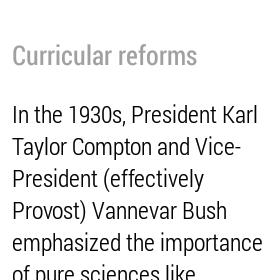 Curricular reforms
In the 1930s, President Karl
Taylor Compton and Vice-
President (effectively
Provost) Vannevar Bush
emphasized the importance
of pure sciences like